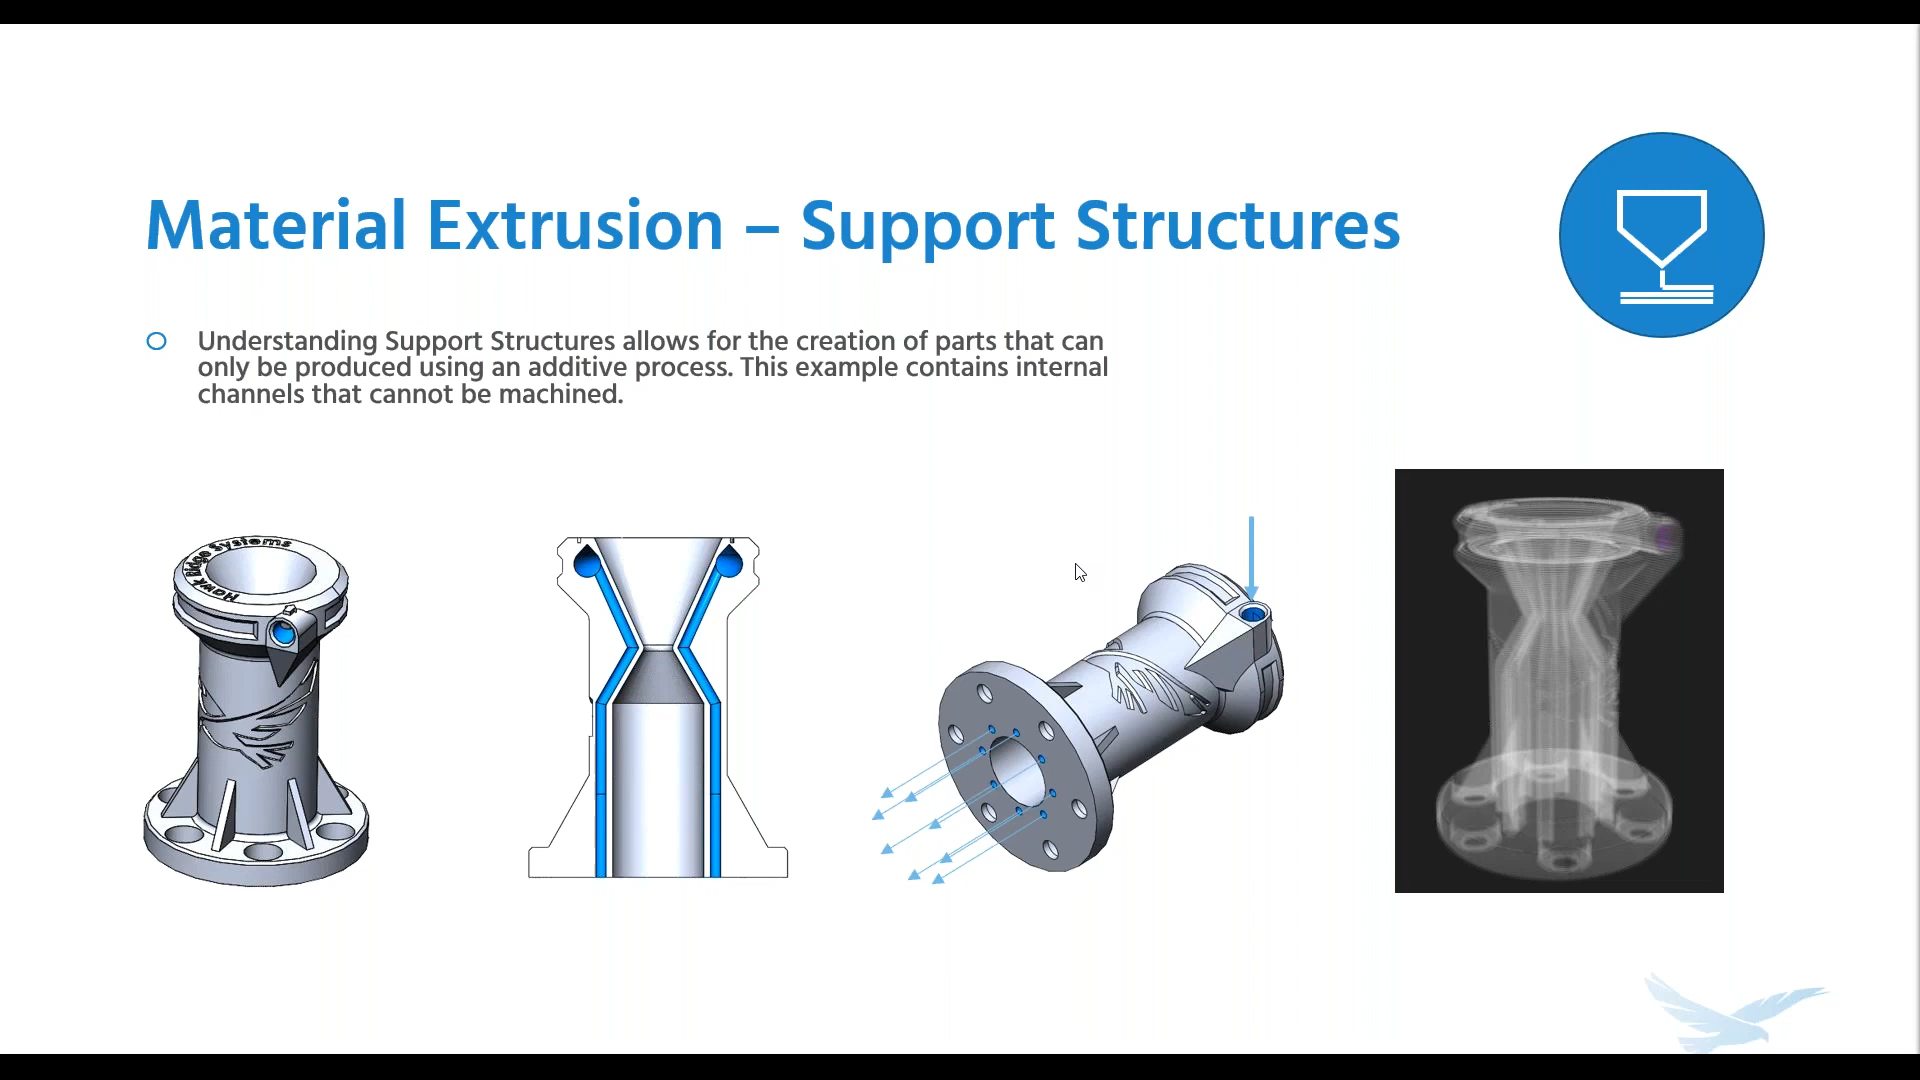 Material Extrusion – Support Structures
Understanding Support Structures allows for the creation of parts that can
only be produced using an additive process. This example contains internal
channels that cannot be machined.
Hawk Ridge Systems